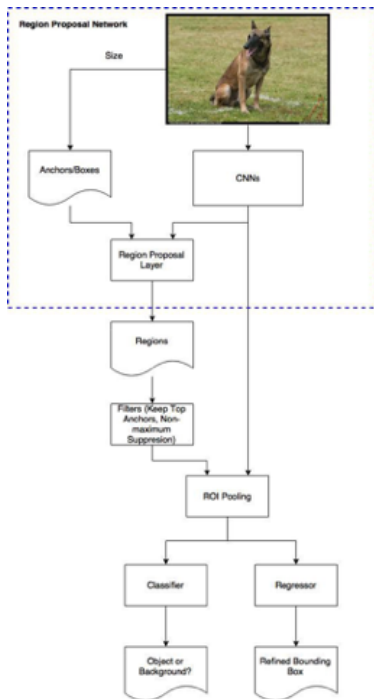 Region Proposal Network
Size
Anchors/Boxes
CNNs
Region Proposal
Layer
Regions
Filters (Keep Top
Anchors, Non-
maximum
Suppresion)
ROI Pooling
Classifier
Regressor
Object or
Background?
Refined Bounding
Box